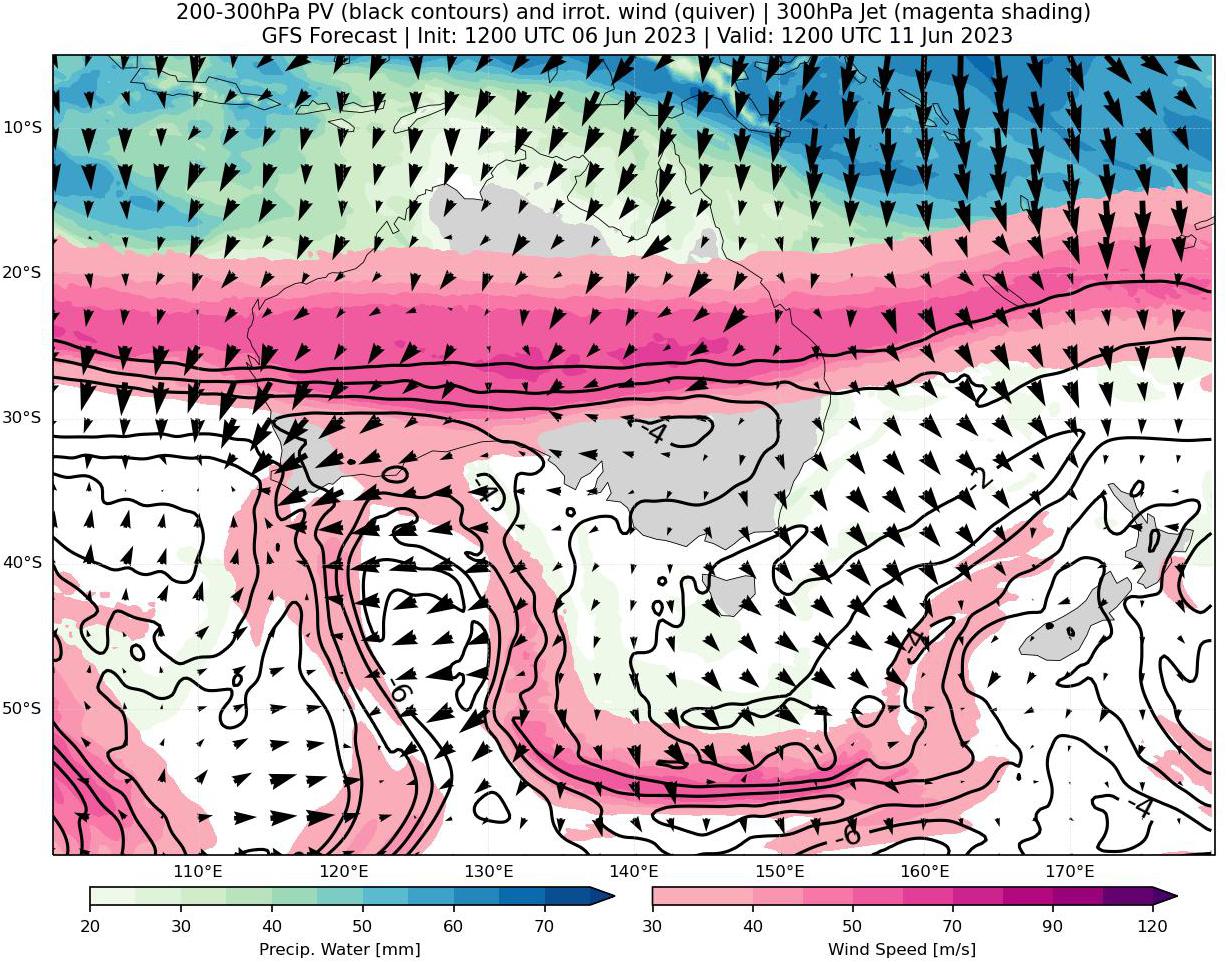 200-300hPa PV (black contours) and irrot. wind (quiver) | 300hPa Jet (magenta shading)
GFS Forecast | Init: 1200 UTC 06 Jun 2023 | Valid: 1200 UTC 11 Jun 2023
10°S
20°S
-2
30°S
-4
-2
40°S
-4
-6
50°S
-4
-6
110°E 120°E 130°E 140°E 150°E 160°E 170°E
20 30 40 50 60 70
30 40 50 70 90 120
Precip. Water [mm]
Wind Speed [m/s]